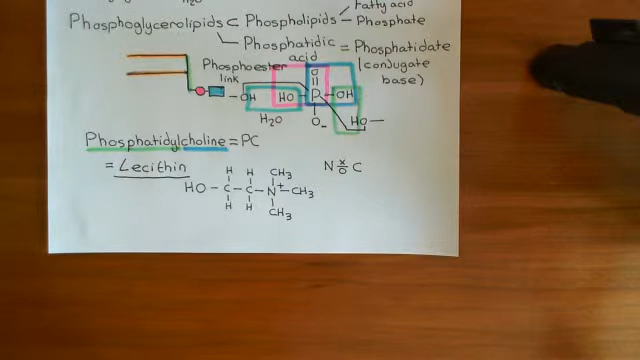 Fatty acid
H₂O
Phosphoglycerolipids ⊂ Phospholipids – Phosphate
Phosphatidic acid = Phosphatidate (conjugate base)
Phosphoester link
O
– OH HO – P – OH
O–
H₂O
HO –
Phosphatidylcholine = PC
= Lecithin
N x/o C
H H CH₃
HO – C – C – N⁺ – CH₃
H H CH₃